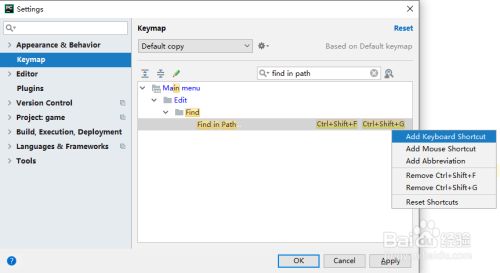 PC Settings
Keymap
Reset
Appearance & Behavior
Keymap
Editor
Plugins
Version Control
Project: game
Build, Execution, Deployment
Languages & Frameworks
Tools
Default copy
Based on Default keymap
find in path
Main menu
Edit
Find
Find in Path... Ctrl+Shift+F Ctrl+Shift+G
Add Keyboard Shortcut
Add Mouse Shortcut
Add Abbreviation
Remove Ctrl+Shift+F
Remove Ctrl+Shift+G
Reset Shortcuts
?
OK
Cancel
Apply
Baidu 经验